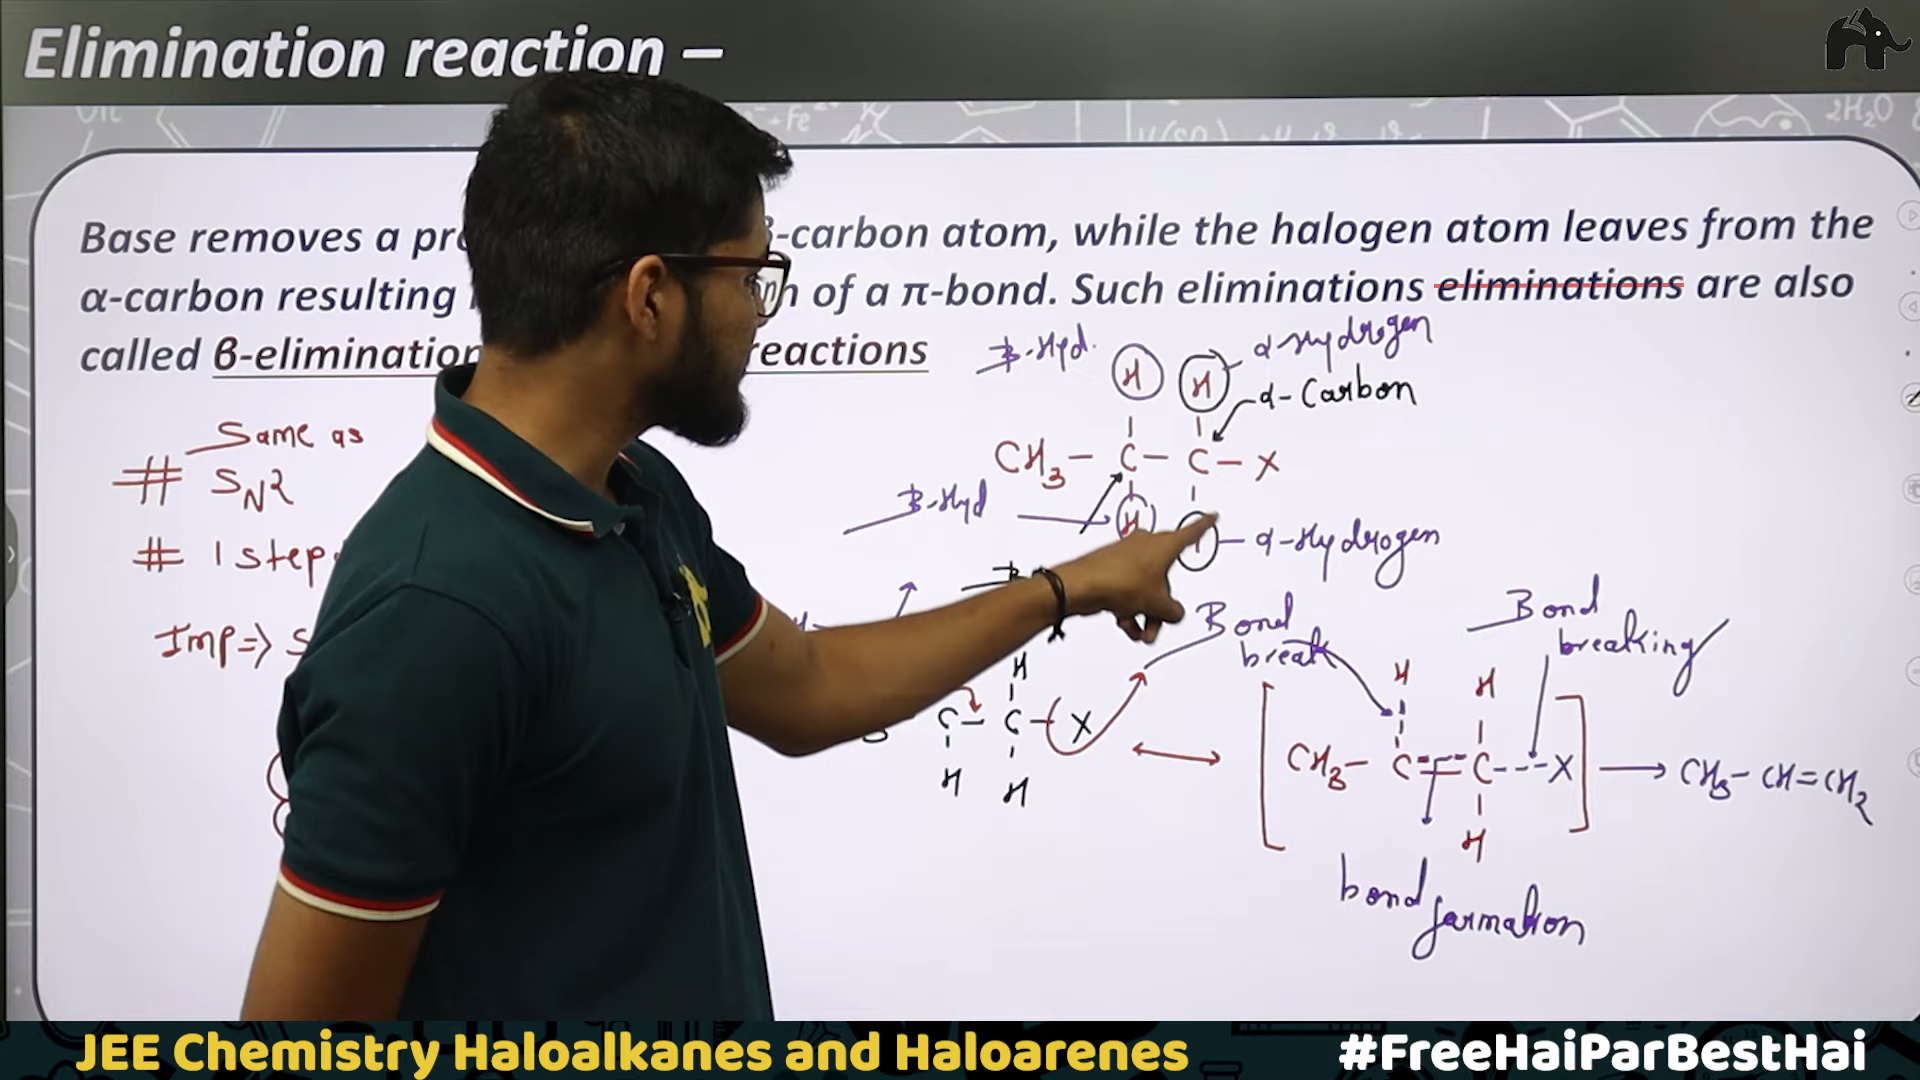 Elimination reaction –
Base removes a β-carbon atom, while the halogen atom leaves from the
α-carbon resulting of a π-bond. Such eliminations eliminations are also
called β-elimination reactions
β-Hyd.
α-Hydrogen
H H
α-Carbon
CH3 – C – C – X
β-Hyd
H
α-Hydrogen
# Same as
SN2
# 1 step
Imp =>
Bond
break
Bond
breaking
H
C – C – X
H H
H H
[ CH3 – C = C --- X ] → CH3 – CH = CH2
H
bond
formation
JEE Chemistry Haloalkanes and Haloarenes
#FreeHaiParBestHai
2H2O